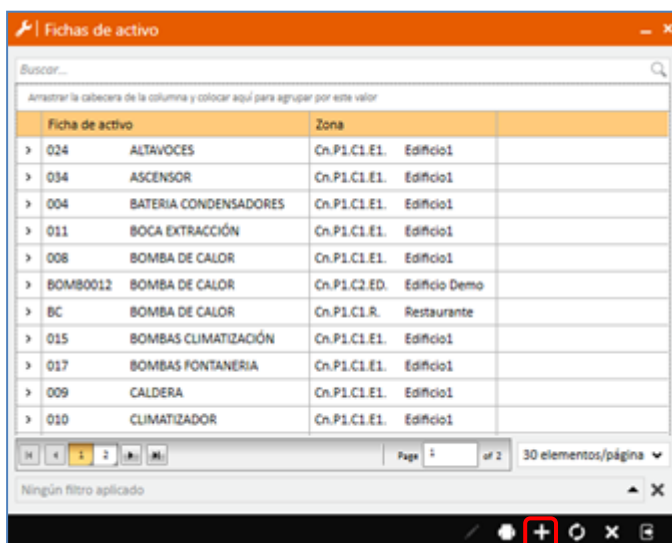 Fichas de activo
Buscar...
Arrastrar la cabecera de la columna y colocar aquí para agrupar por este valor
Ficha de activo Zona
024 ALTAVOCES Cn.P1.C1.E1. Edificio1
034 ASCENSOR Cn.P1.C1.E1. Edificio1
004 BATERIA CONDENSADORES Cn.P1.C1.E1. Edificio1
011 BOCA EXTRACCIÓN Cn.P1.C1.E1. Edificio1
008 BOMBA DE CALOR Cn.P1.C1.E1. Edificio1
BOMB0012 BOMBA DE CALOR Cn.P1.C2.ED. Edificio Demo
BC BOMBA DE CALOR Cn.P1.C1.R. Restaurante
015 BOMBAS CLIMATIZACIÓN Cn.P1.C1.E1. Edificio1
017 BOMBAS FONTANERIA Cn.P1.C1.E1. Edificio1
009 CALDERA Cn.P1.C1.E1. Edificio1
010 CLIMATIZADOR Cn.P1.C1.E1. Edificio1
1 2 Page 1 of 2 30 elementos/página
Ningún filtro aplicado